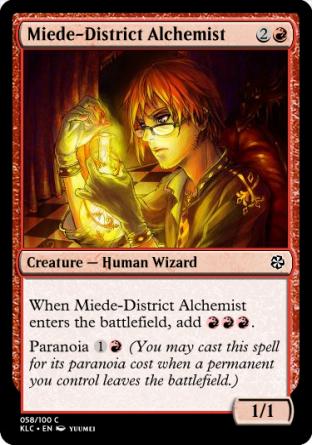 Miede-District Alchemist 2
Creature — Human Wizard
When Miede-District Alchemist
enters the battlefield, add
Paranoia 1 (You may cast this spell
for its paranoia cost when a permanent
you control leaves the battlefield.)
1/1
058/100 C
KLC • EN YUUMEI